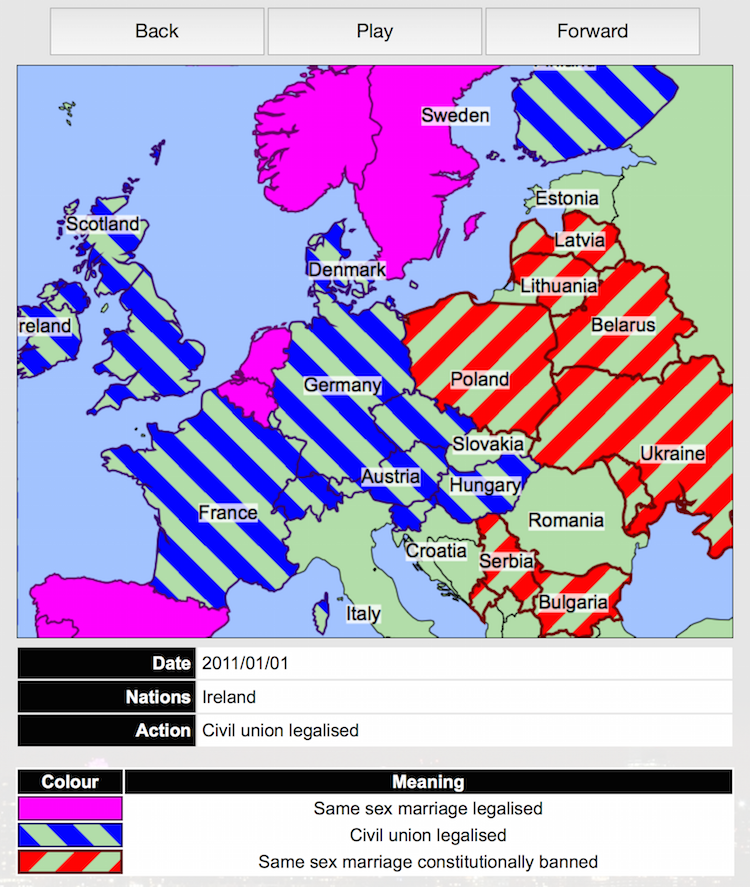 Back Play Forward
Finland
Sweden
Estonia
Scotland
Latvia
Denmark
Lithuania
reland
Belarus
Poland
Germany
Slovakia
Ukraine
Austria
Hungary
France
Romania
Croatia
Serbia
Bulgaria
Italy
Date 2011/01/01
Nations Ireland
Action Civil union legalised
Colour Meaning
Same sex marriage legalised
Civil union legalised
Same sex marriage constitutionally banned